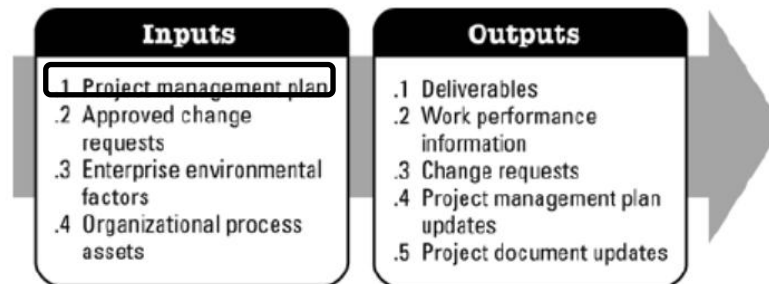 Inputs
.1 Project management plan
.2 Approved change
requests
.3 Enterprise environmental
factors
.4 Organizational process
assets
Outputs
.1 Deliverables
.2 Work performance
information
.3 Change requests
.4 Project management plan
updates
.5 Project document updates